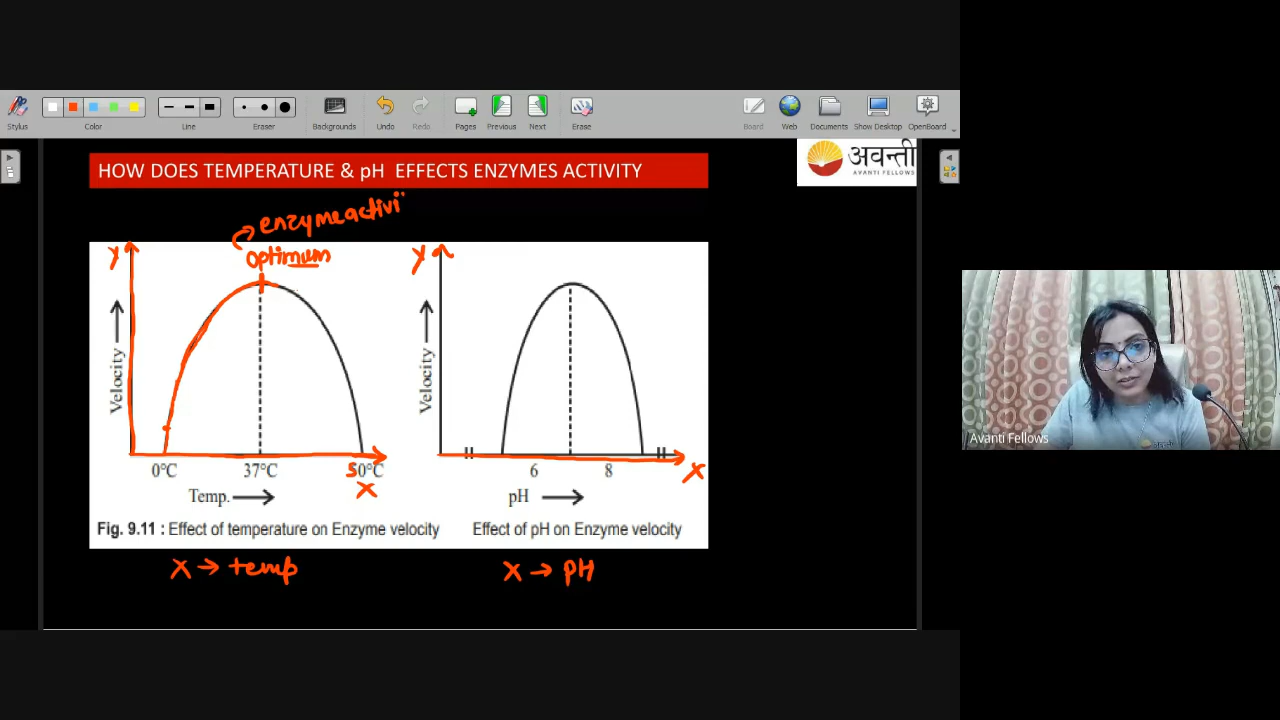 Stylus
Color
Line
Eraser
Backgrounds
Undo
Redo
Pages
Previous
Next
Erase
Board
Web
Documents
Show Desktop
OpenBoard
HOW DOES TEMPERATURE & pH EFFECTS ENZYMES ACTIVITY
अवन्ती
AVANTI FELLOWS
enzyme activi
optimum
Y
Velocity
0°C 37°C 50°C
X
Temp.
Fig. 9.11 : Effect of temperature on Enzyme velocity
X → temp
Y
Velocity
6 8
X
pH
Effect of pH on Enzyme velocity
X → pH
Avanti Fellows